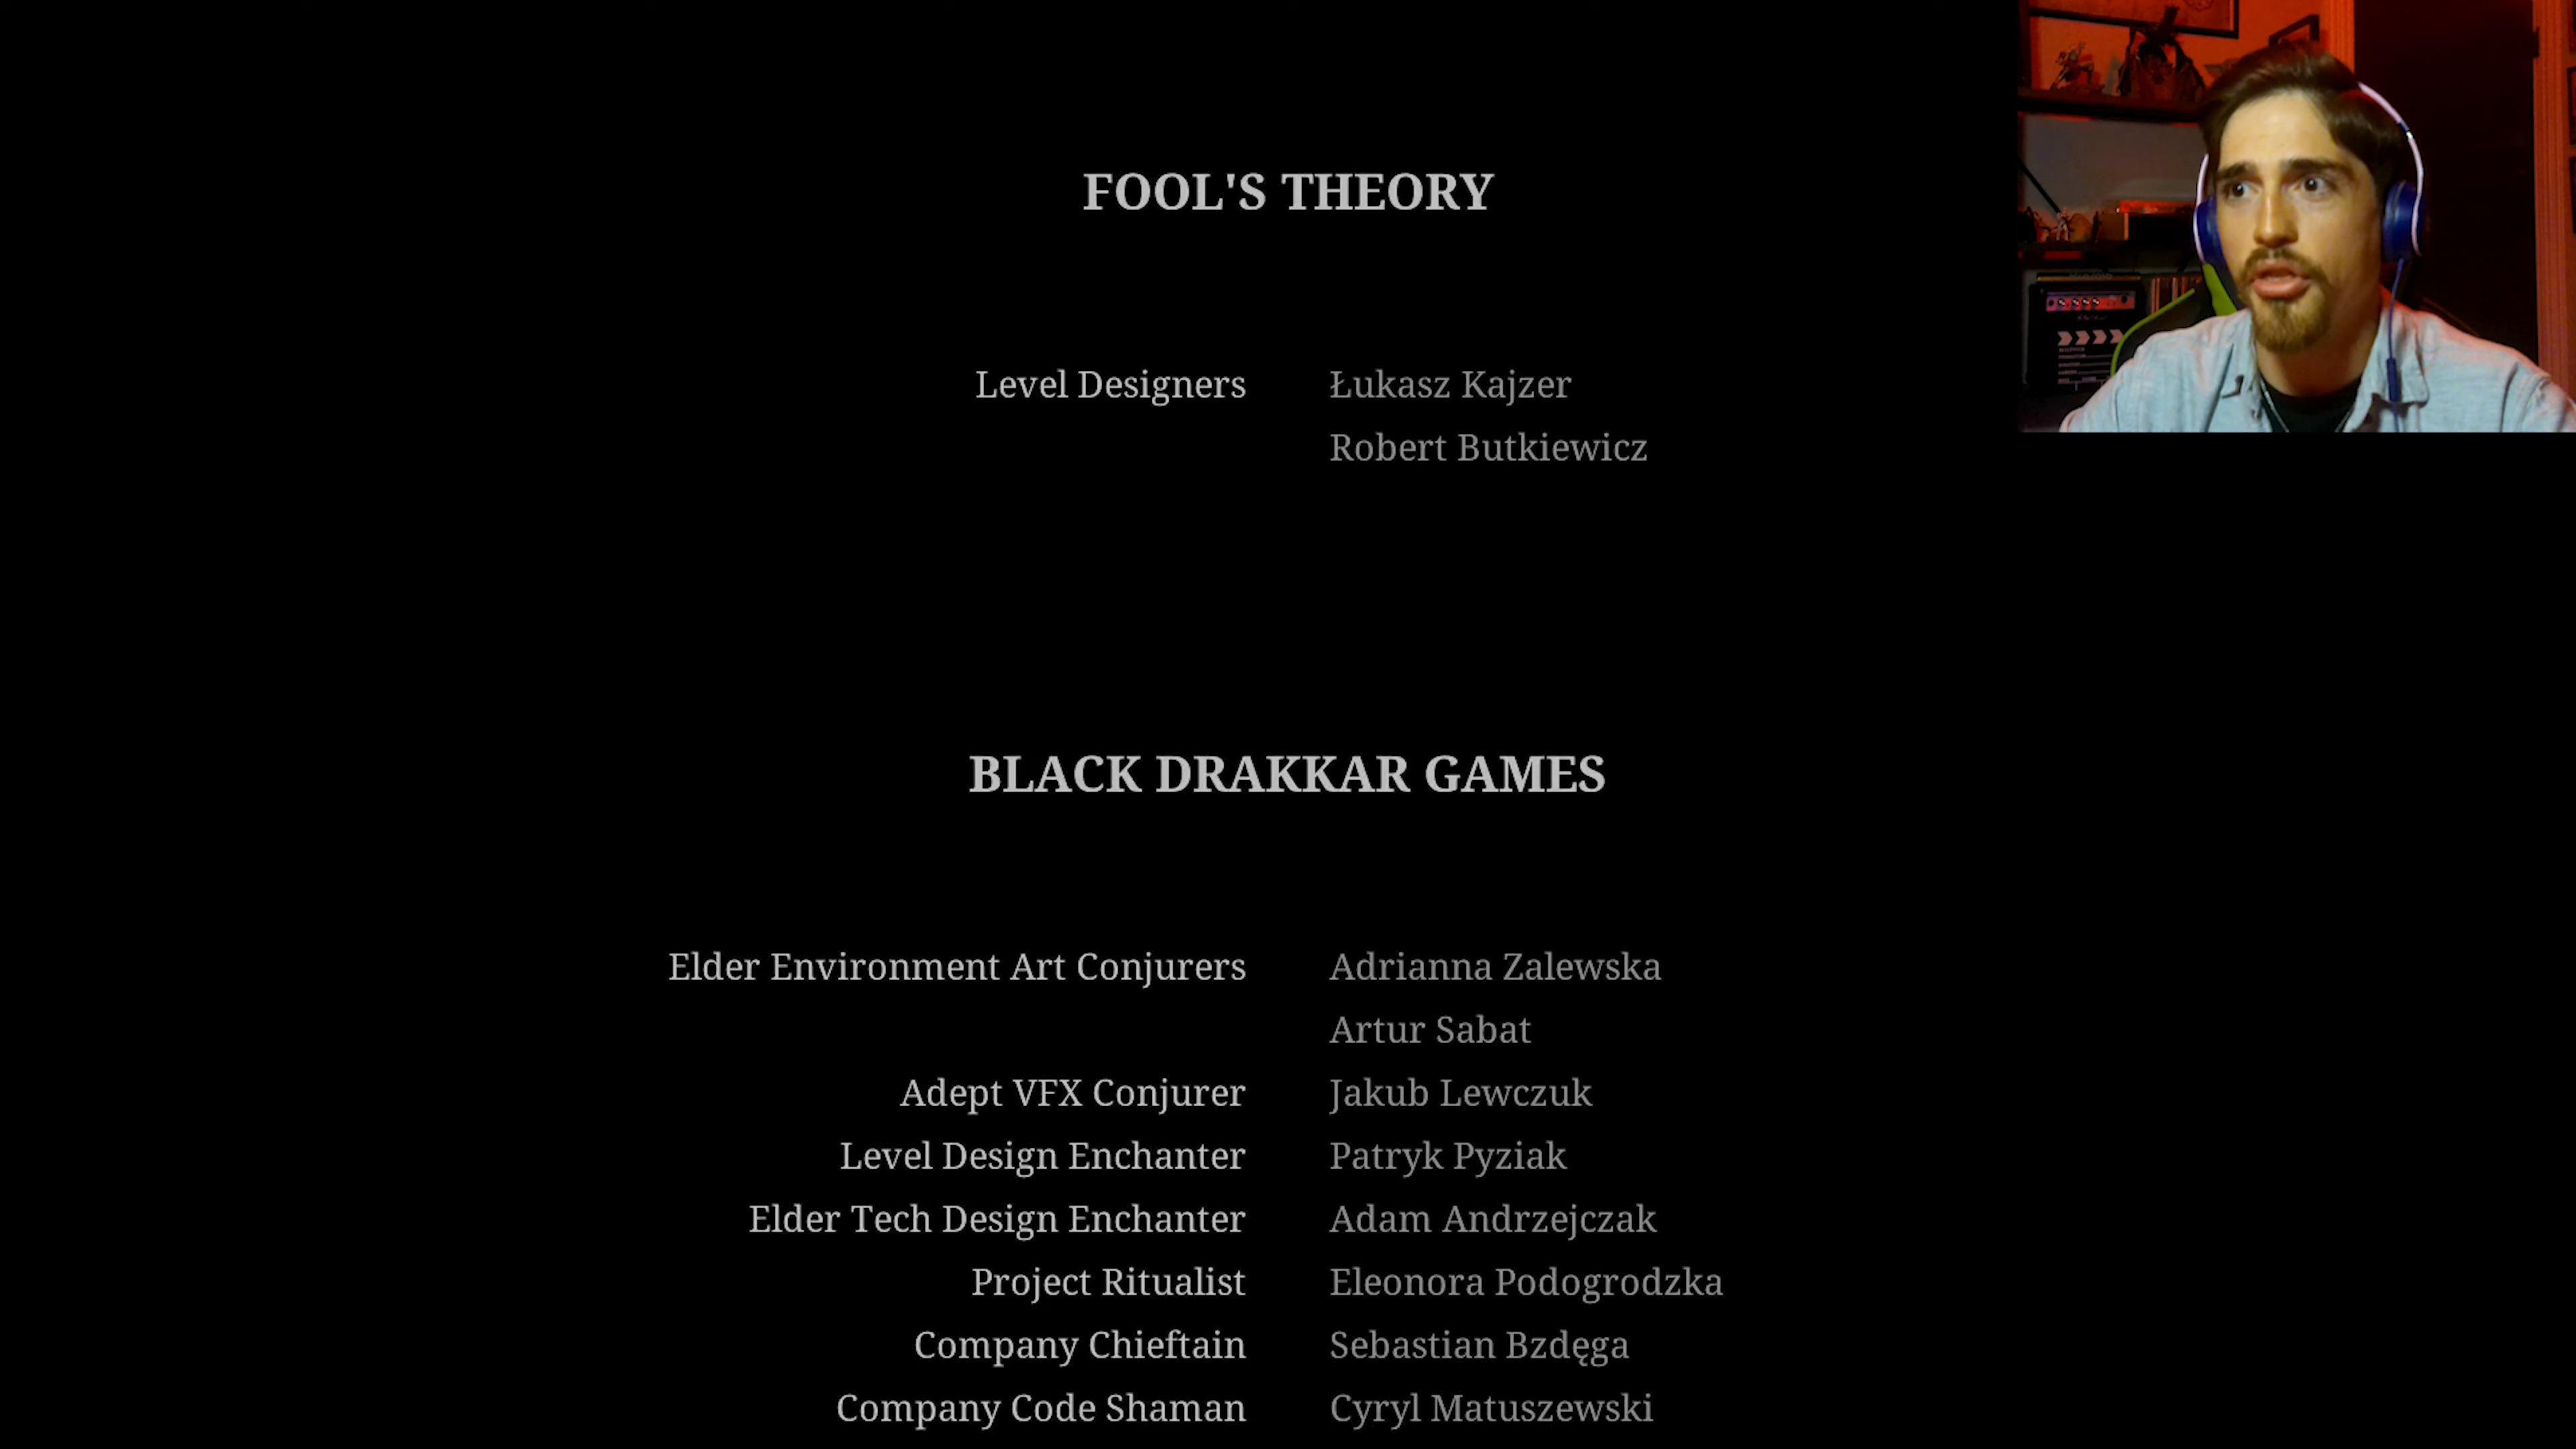 FOOL'S THEORY
Level Designers Łukasz Kajzer
Robert Butkiewicz
BLACK DRAKKAR GAMES
Elder Environment Art Conjurers Adrianna Zalewska
Artur Sabat
Adept VFX Conjurer Jakub Lewczuk
Level Design Enchanter Patryk Pyziak
Elder Tech Design Enchanter Adam Andrzejczak
Project Ritualist Eleonora Podogrodzka
Company Chieftain Sebastian Bzdęga
Company Code Shaman Cyryl Matuszewski